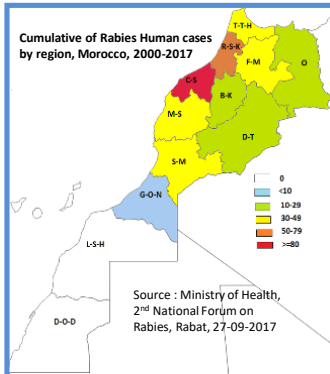 Cumulative of Rabies Human cases
by region, Morocco, 2000-2017
T-T-H
R-S-K
F-M
O
C-S
B-K
M-S
D-T
S-M
G-O-N
L-S-H
D-O-D
0
<10
10-29
30-49
50-79
>=80
Source : Ministry of Health,
2nd National Forum on
Rabies, Rabat, 27-09-2017